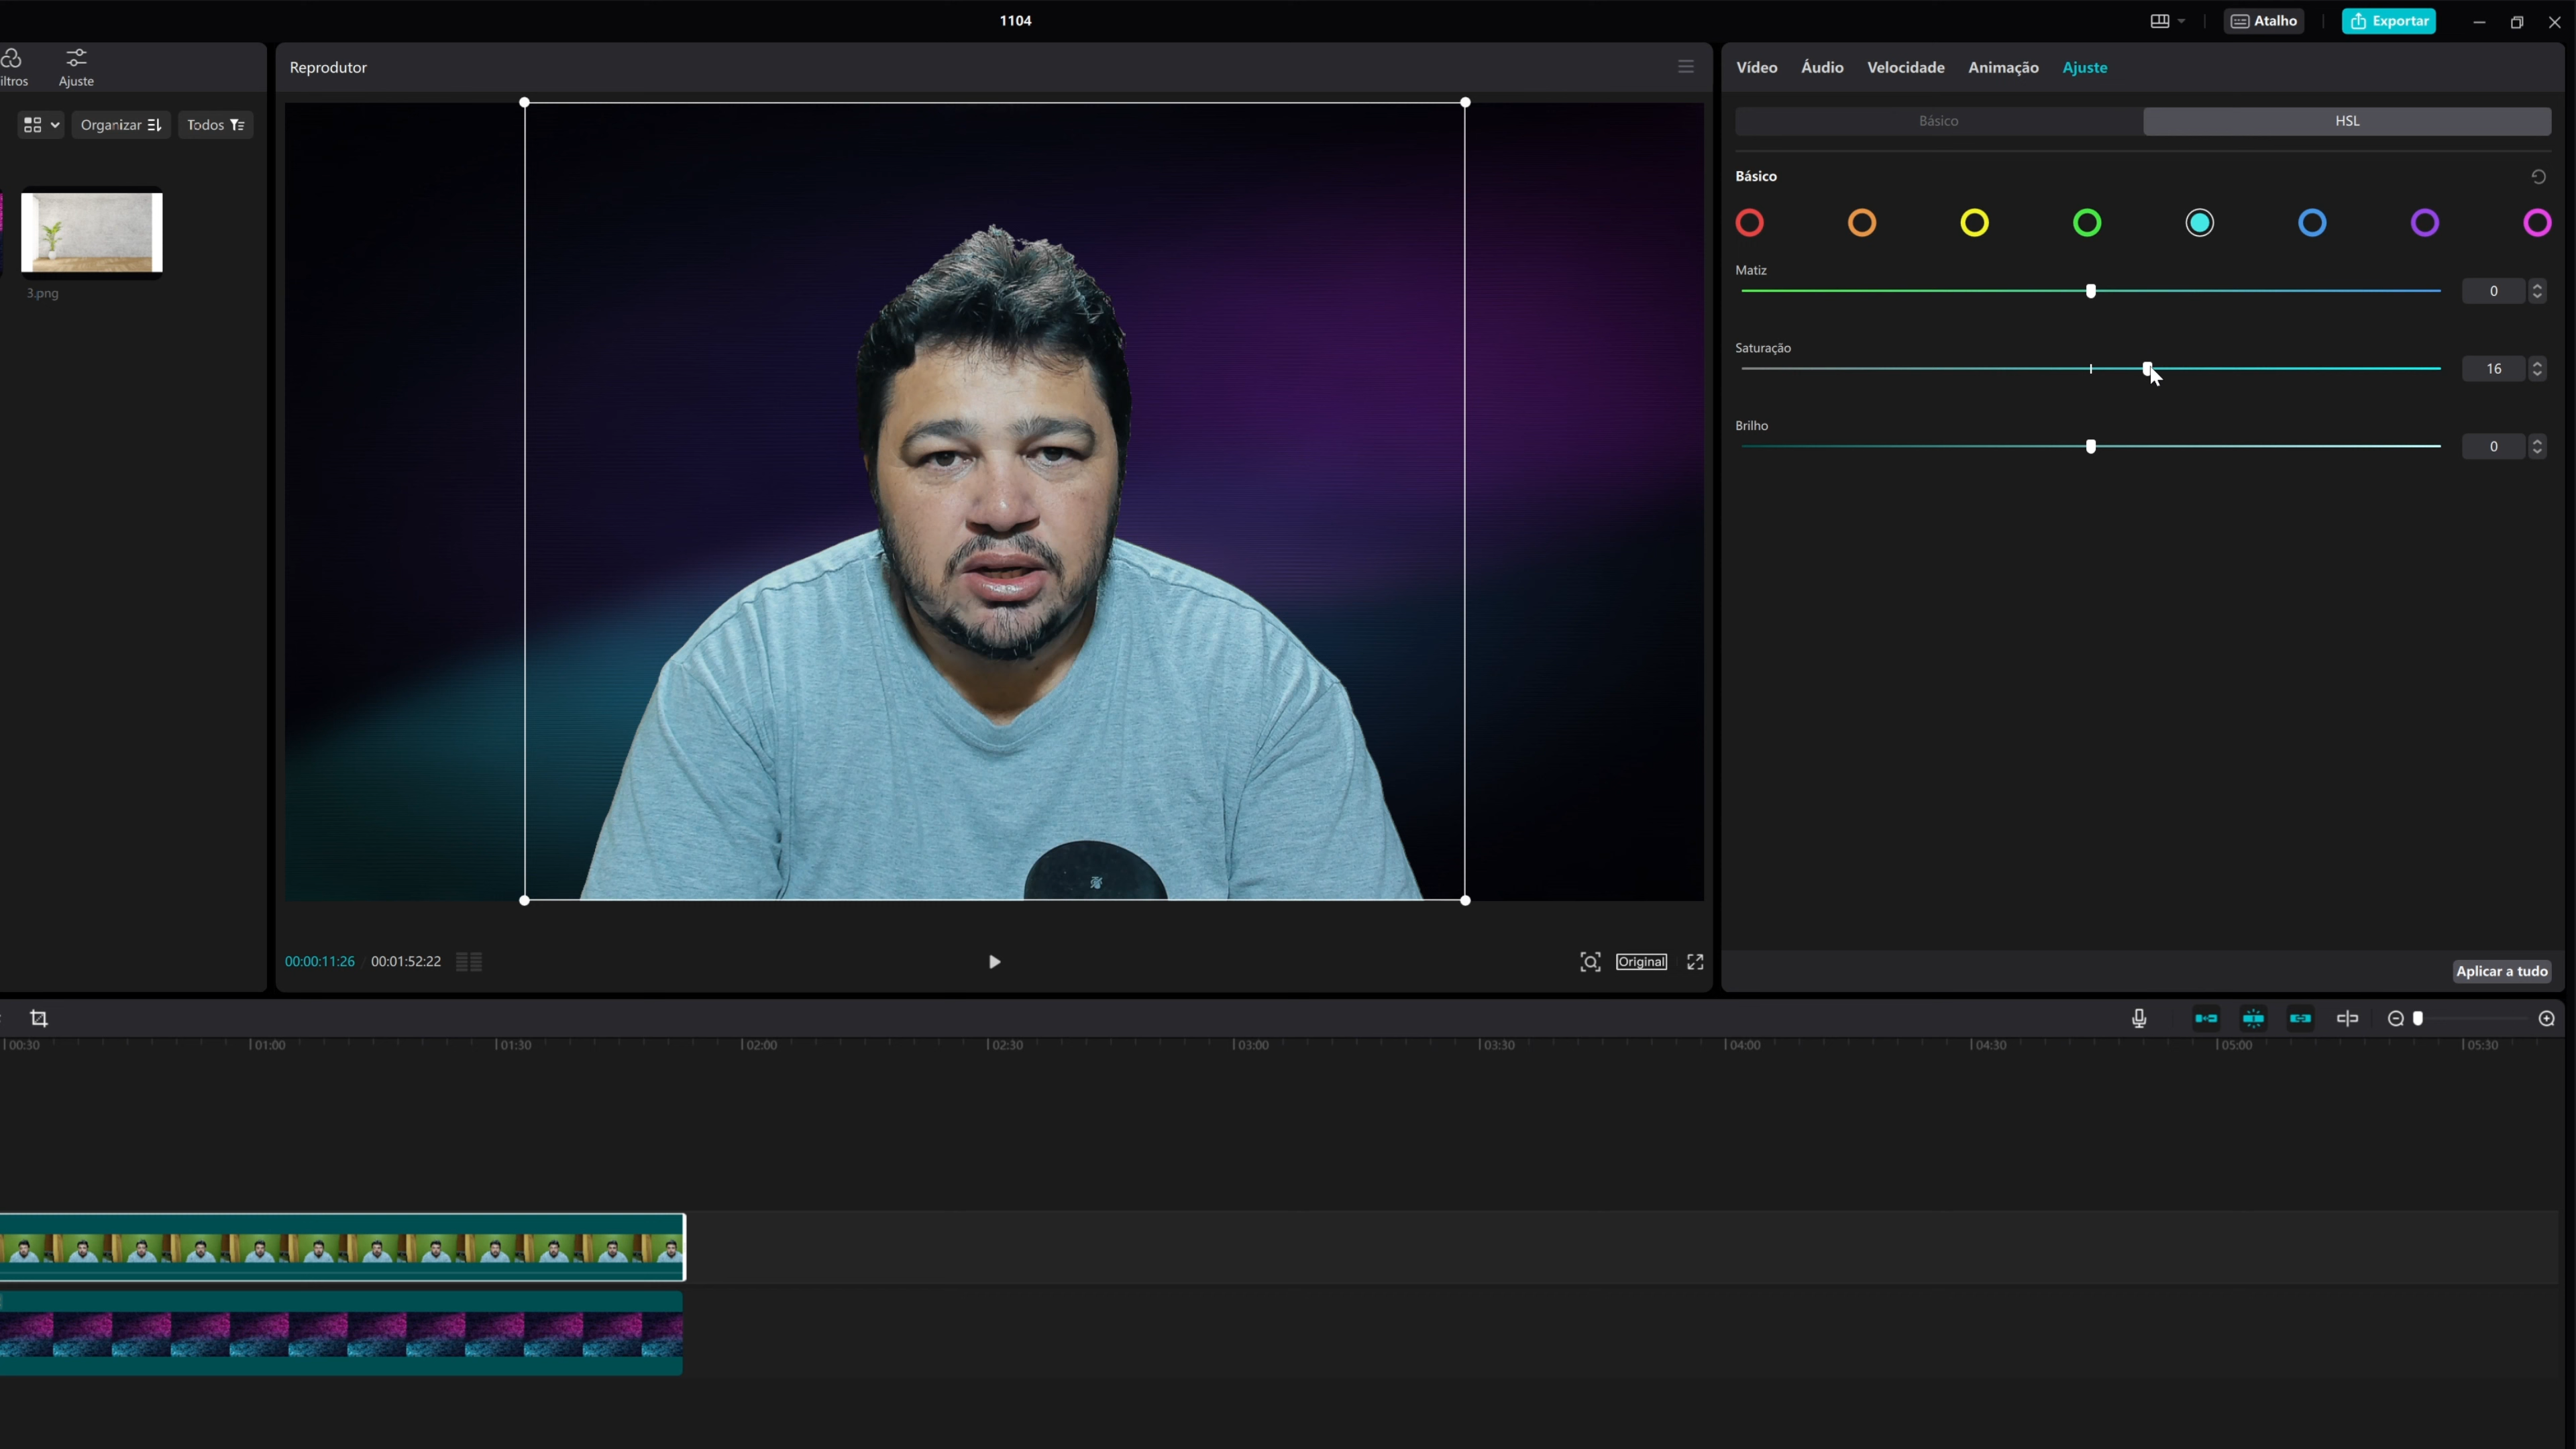 1104
Atalho
Exportar
iltros
Ajuste
Reprodutor
Vídeo
Áudio
Velocidade
Animação
Ajuste
Organizar
Todos
Básico
HSL
Básico
3.png
Matiz
0
Saturação
16
Brilho
0
00:00:11:26 / 00:01:52:22
Original
Aplicar a tudo
00:30
01:00
01:30
02:00
02:30
03:00
03:30
04:00
04:30
05:00
05:30